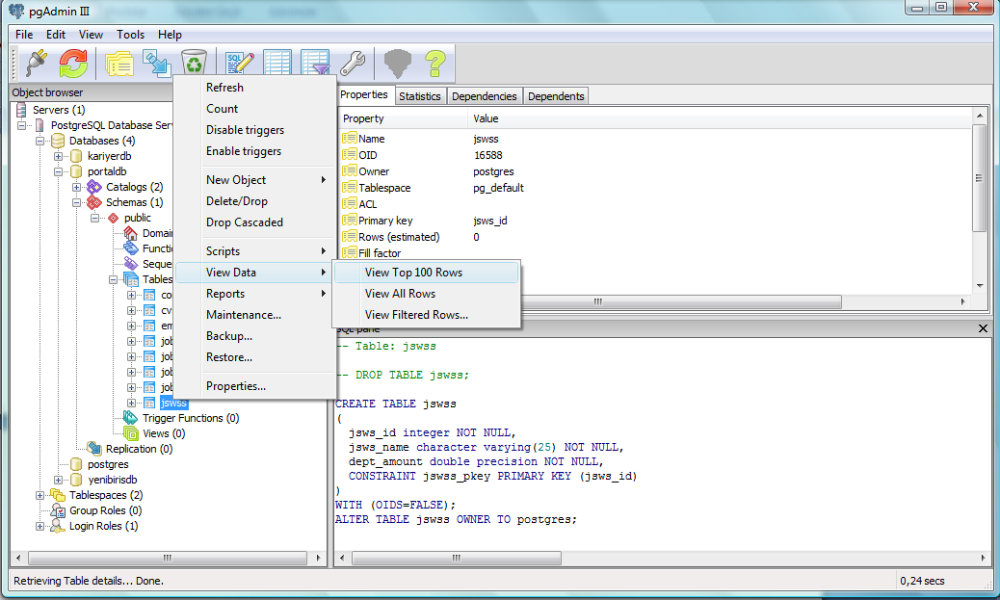 pgAdmin III
File Edit View Tools Help
Object browser
Servers (1)
PostgreSQL Database Ser
Databases (4)
kariyerdb
portaldb
Catalogs (2)
Schemas (1)
public
Domai
Functi
Seque
Tables
co
cv
em
job
job
job
job
jswss
Trigger Functions (0)
Views (0)
Replication (0)
postgres
yenibirisdb
Tablespaces (2)
Group Roles (0)
Login Roles (1)
Refresh
Count
Disable triggers
Enable triggers
New Object
Delete/Drop
Drop Cascaded
Scripts
View Data
Reports
Maintenance...
Backup...
Restore...
Properties...
View Top 100 Rows
View All Rows
View Filtered Rows...
Properties Statistics Dependencies Dependents
Property Value
Name jswss
OID 16588
Owner postgres
Tablespace pg_default
ACL
Primary key jsws_id
Rows (estimated) 0
Fill factor
SQL pane
-- Table: jswss
-- DROP TABLE jswss;
CREATE TABLE jswss
(
jsws_id integer NOT NULL,
jsws_name character varying(25) NOT NULL,
dept_amount double precision NOT NULL,
CONSTRAINT jswss_pkey PRIMARY KEY (jsws_id)
)
WITH (OIDS=FALSE);
ALTER TABLE jswss OWNER TO postgres;
Retrieving Table details... Done. 0,24 secs